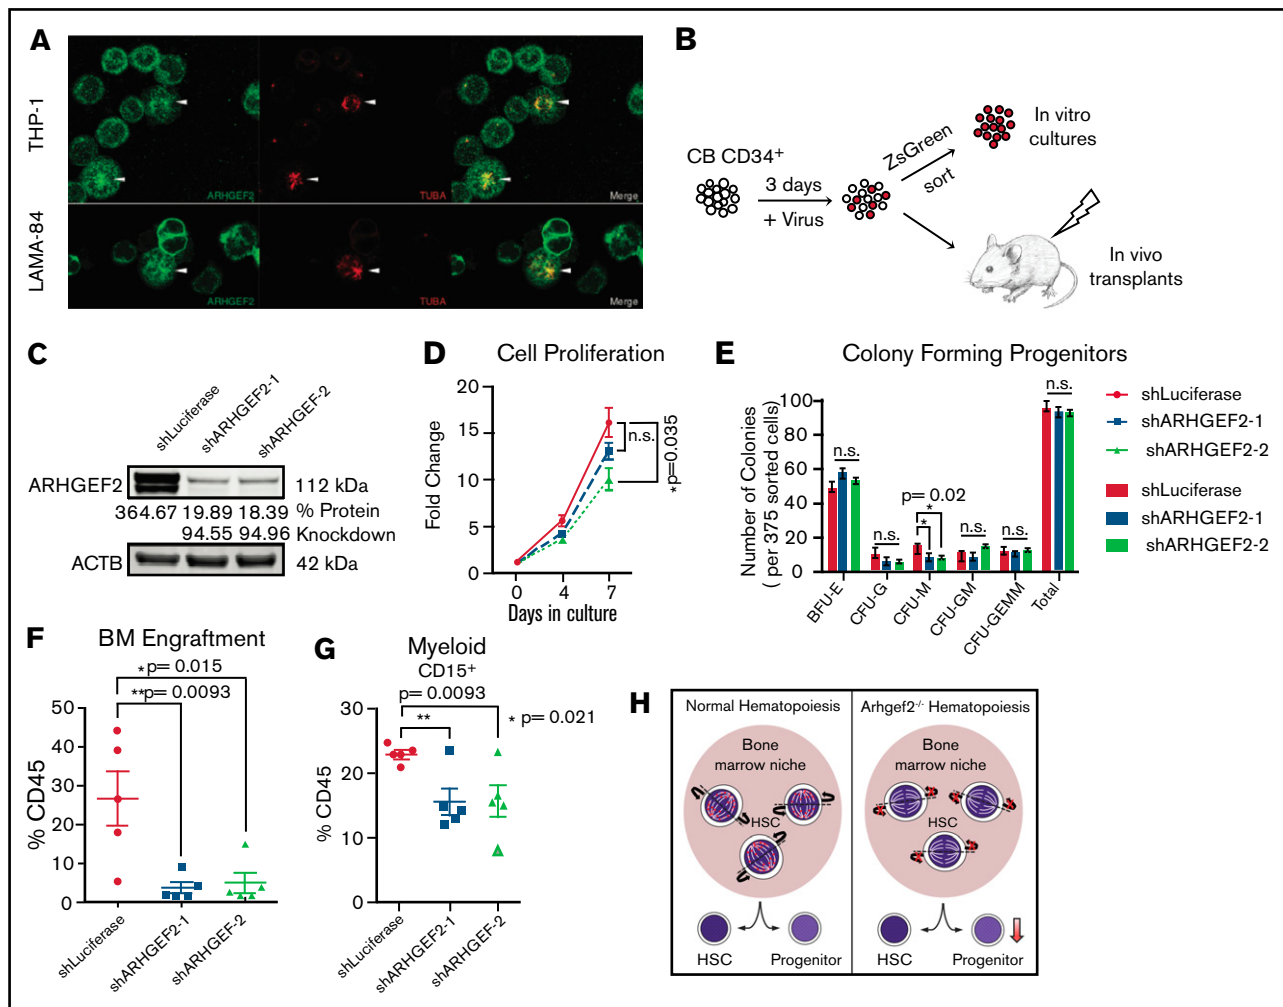 A
THP-1
ARHGEF2
TUBA
Merge
LAMA-84
ARHGEF2
TUBA
Merge
B
CB CD34+
3 days
+ Virus
ZsGreen
sort
In vitro
cultures
In vivo
transplants
C
shLuciferase
shARHGEF2-1
shARHGEF-2
ARHGEF2
112 kDa
364.67 19.89 18.39 % Protein
94.55 94.96 Knockdown
ACTB
42 kDa
D
Cell Proliferation
Fold Change
20
15
10
5
0
0 4 7
Days in culture
n.s.
*p=0.035
E
Colony Forming Progenitors
Number of Colonies
( per 375 sorted cells)
100
80
60
40
20
0
n.s.
n.s.
p= 0.02
*
*
n.s.
n.s.
n.s.
BFU-E
CFU-G
CFU-M
CFU-GM
CFU-GEMM
Total
shLuciferase
shARHGEF2-1
shARHGEF2-2
shLuciferase
shARHGEF2-1
shARHGEF2-2
F
BM Engraftment
*p= 0.015
**p= 0.0093
% CD45
50
40
30
20
10
0
shLuciferase
shARHGEF2-1
shARHGEF-2
G
Myeloid
CD15+
p= 0.0093
**
* p= 0.021
% CD45
30
20
10
0
shLuciferase
shARHGEF2-1
shARHGEF-2
H
Normal Hematopoiesis
Bone
marrow niche
HSC
HSC
Progenitor
Arhgef2-/- Hematopoiesis
Bone
marrow niche
HSC
HSC
Progenitor